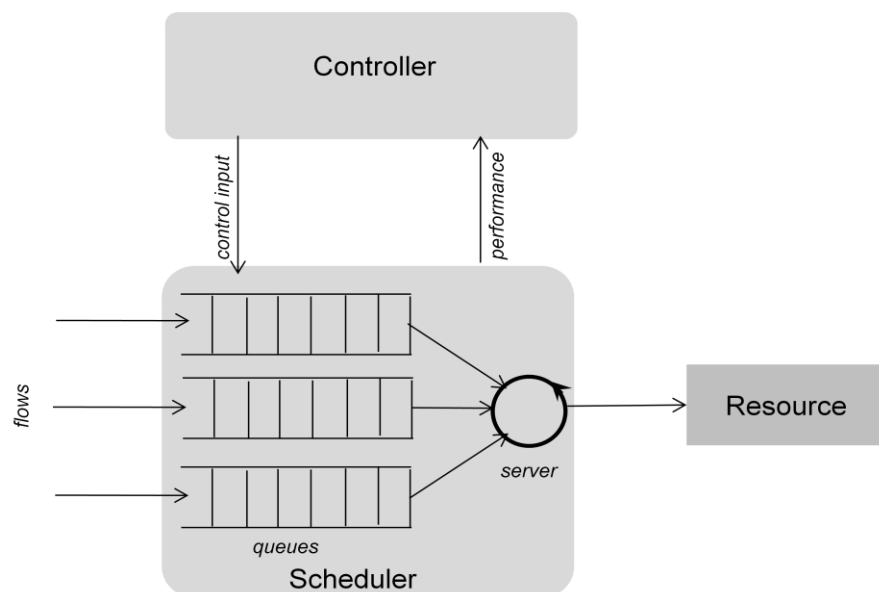 Controller
control input
performance
flows
Resource
server
queues
Scheduler